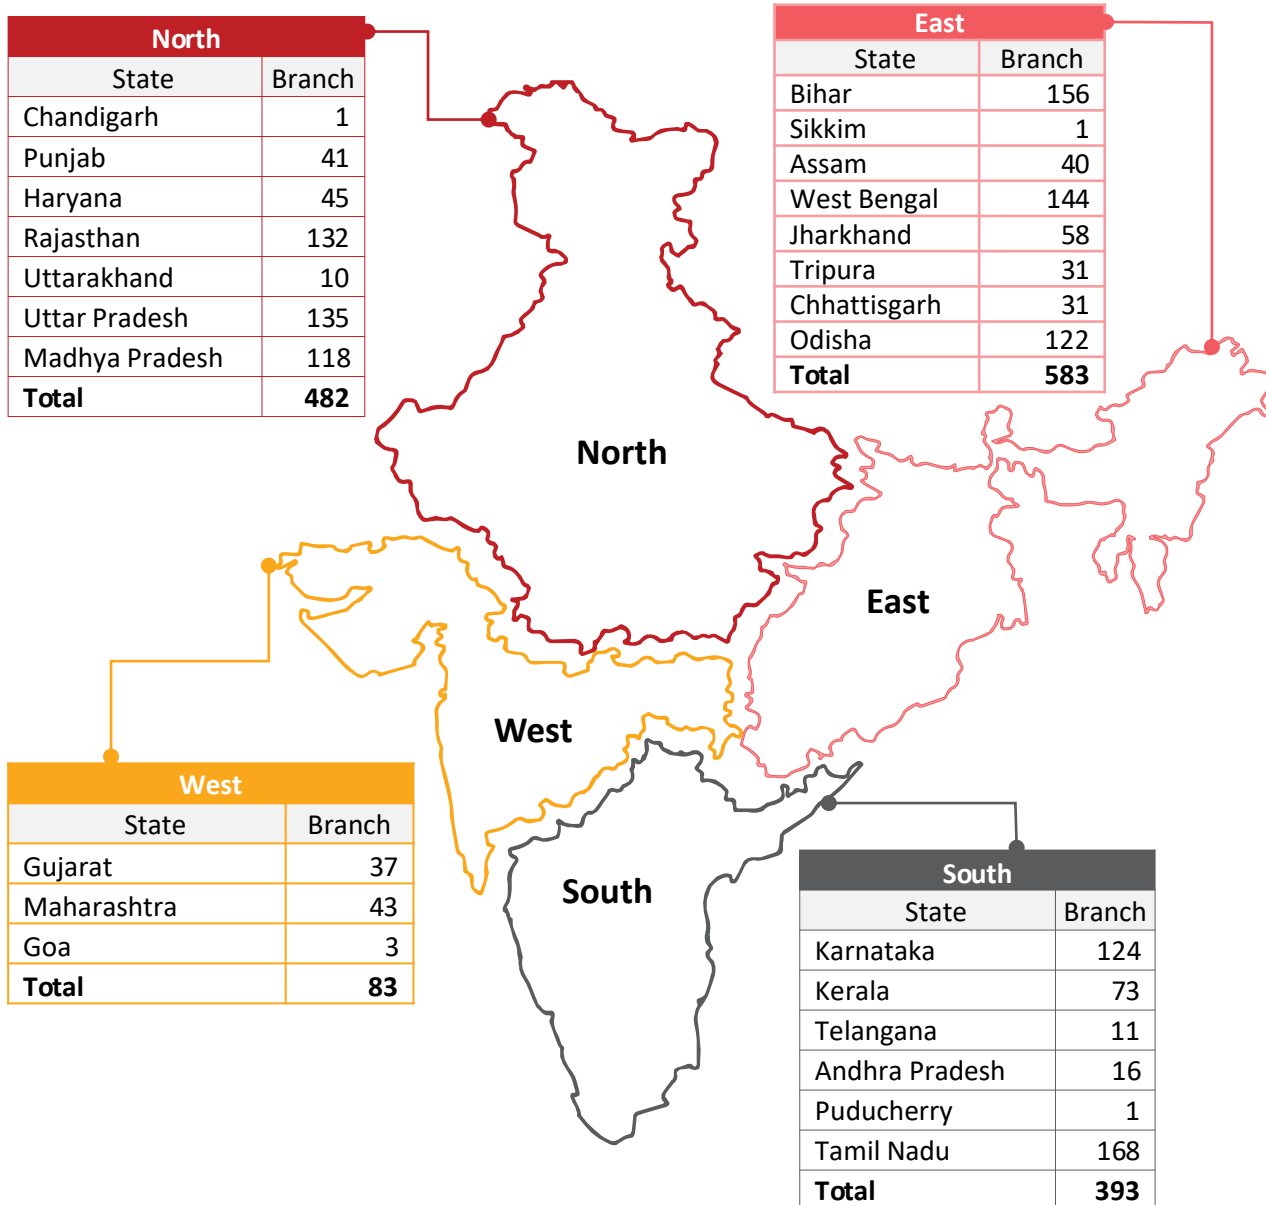 North
State Branch
Chandigarh 1
Punjab 41
Haryana 45
Rajasthan 132
Uttarakhand 10
Uttar Pradesh 135
Madhya Pradesh 118
Total 482
East
State Branch
Bihar 156
Sikkim 1
Assam 40
West Bengal 144
Jharkhand 58
Tripura 31
Chhattisgarh 31
Odisha 122
Total 583
North
East
West
South
West
State Branch
Gujarat 37
Maharashtra 43
Goa 3
Total 83
South
State Branch
Karnataka 124
Kerala 73
Telangana 11
Andhra Pradesh 16
Puducherry 1
Tamil Nadu 168
Total 393